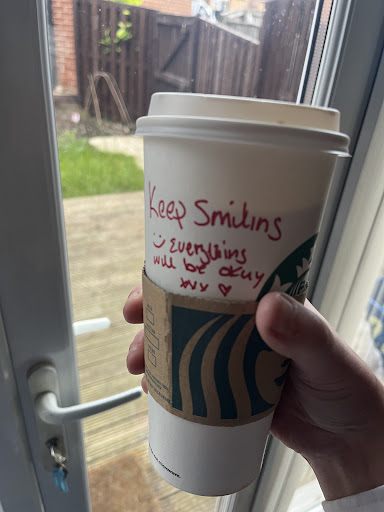 Keep Smiling
:) Everything
will be okay
xxx ♡